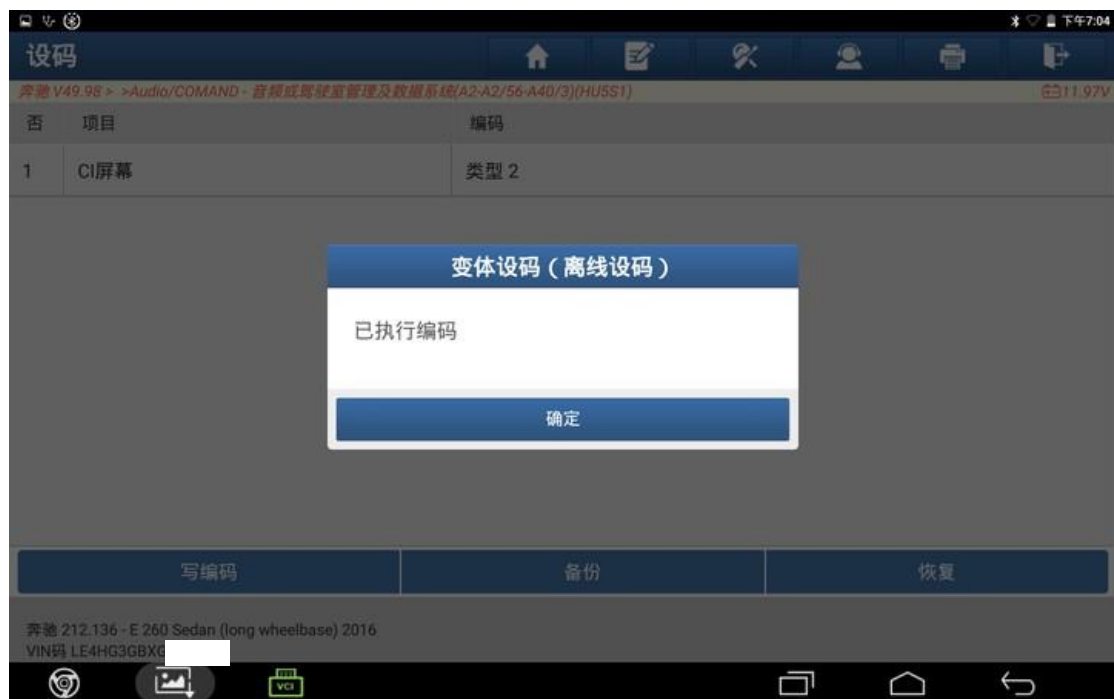 下午7:04
设码
奔驰 V49.98 > >Audio/COMAND - 音频或驾驶室管理及数据系统(A2-A2/56-A40/3)(HU5S1) 11.97V
否 项目 编码
1 CI屏幕 类型 2
变体设码（离线设码）
已执行编码
确定
写编码 备份 恢复
奔驰 212.136 - E 260 Sedan (long wheelbase) 2016
VIN码 LE4HG3GBXG
VCI